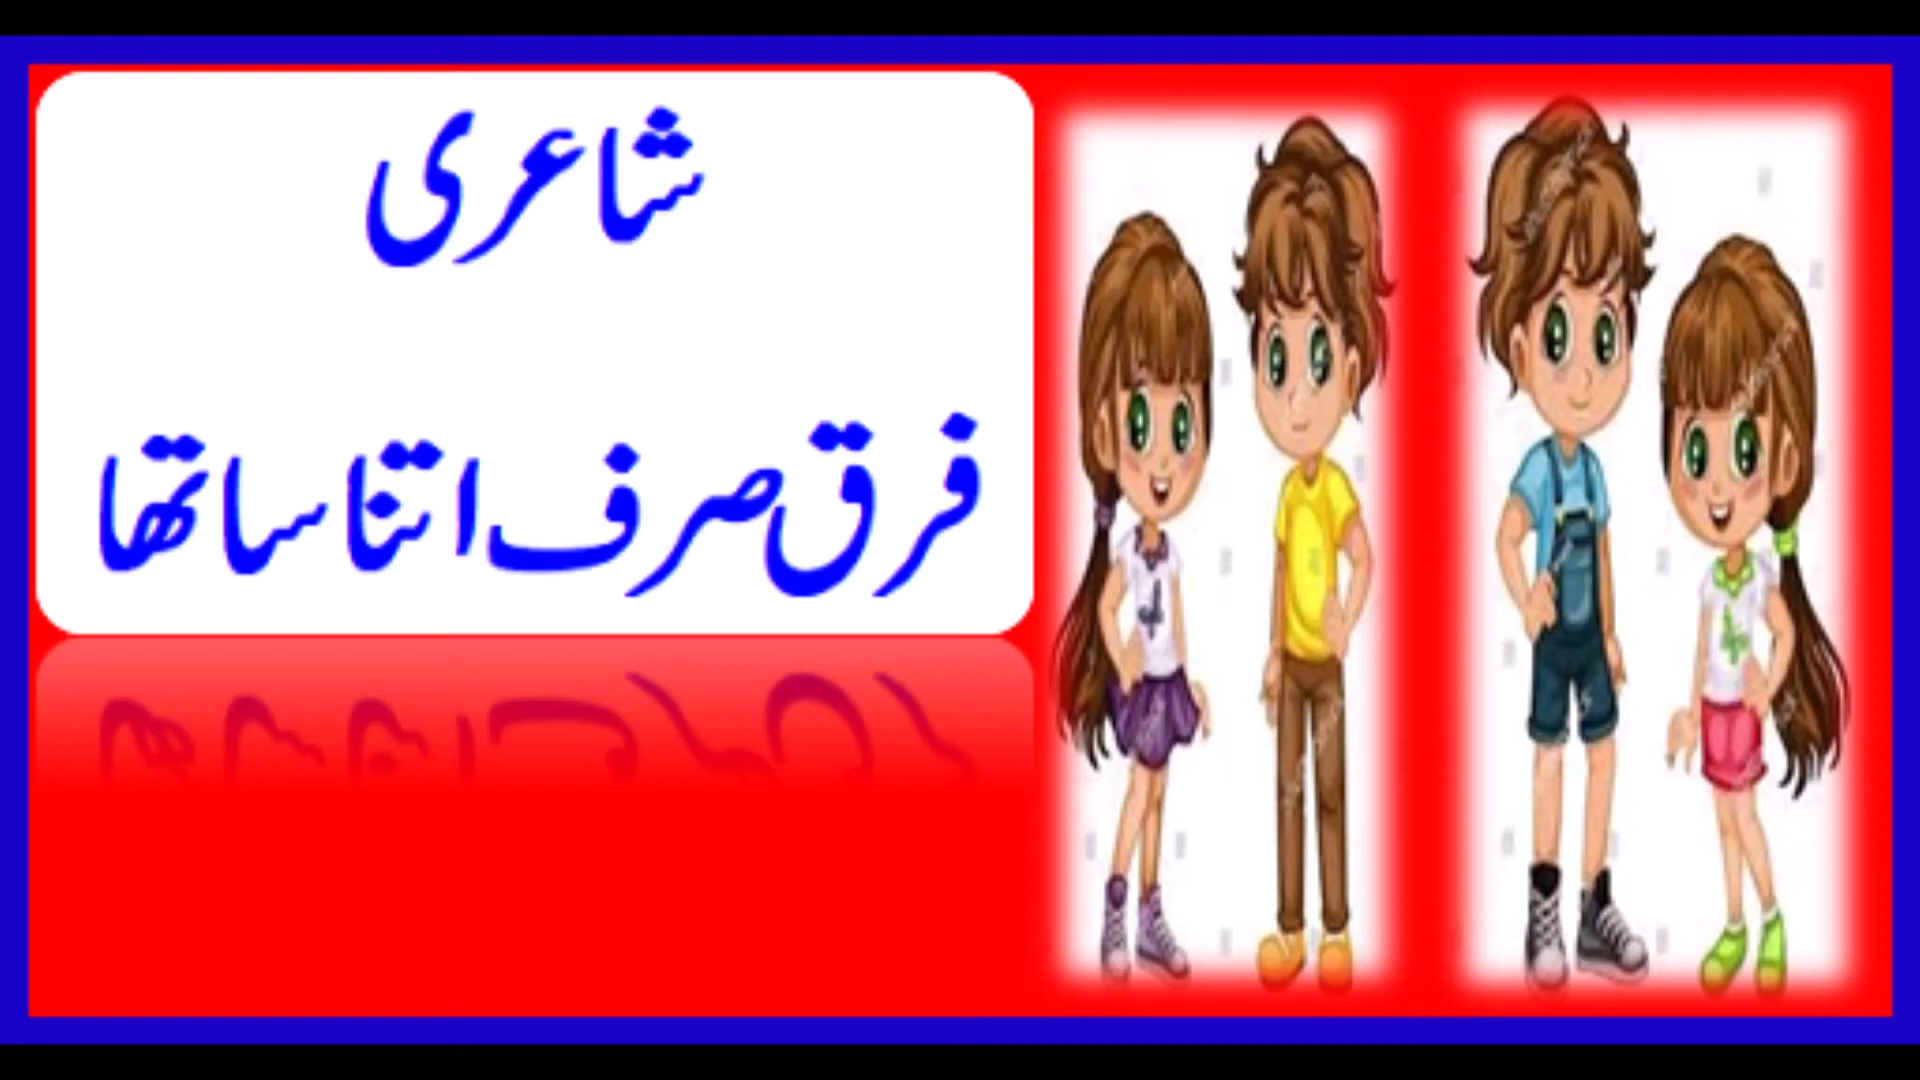 شاعری
فرق صرف اتنا سا تھا